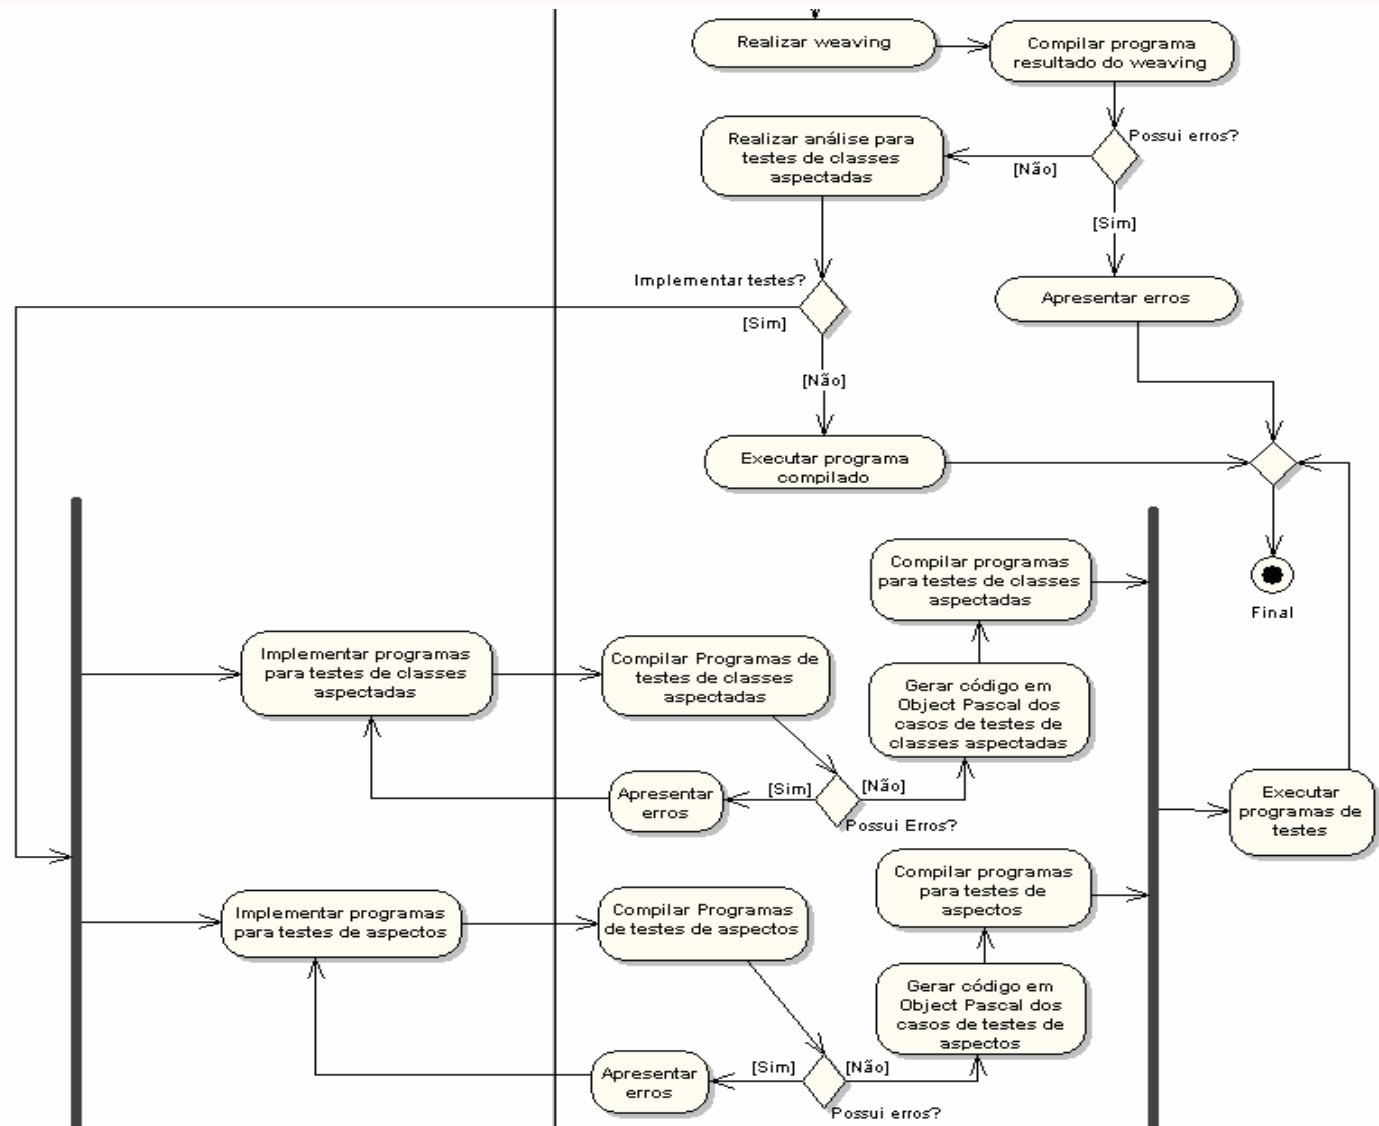 Realizar weaving
Compilar programa
resultado do weaving
Realizar análise para
testes de classes
aspectadas
Possui erros?
[Não]
[Sim]
Implementar testes?
[Sim]
Apresentar erros
[Não]
Executar programa
compilado
Final
Compilar programas
para testes de classes
aspectadas
Implementar programas
para testes de classes
aspectadas
Compilar Programas de
testes de classes
aspectadas
Gerar código em
Object Pascal dos
casos de testes de
classes aspectadas
Apresentar
erros
[Sim]
[Não]
Possui Erros?
Executar
programas de
testes
Compilar programas
para testes de
aspectos
Implementar programas
para testes de aspectos
Compilar Programas
de testes de aspectos
Gerar código em
Object Pascal dos
casos de testes de
aspectos
Apresentar
erros
[Sim]
[Não]
Possui erros?